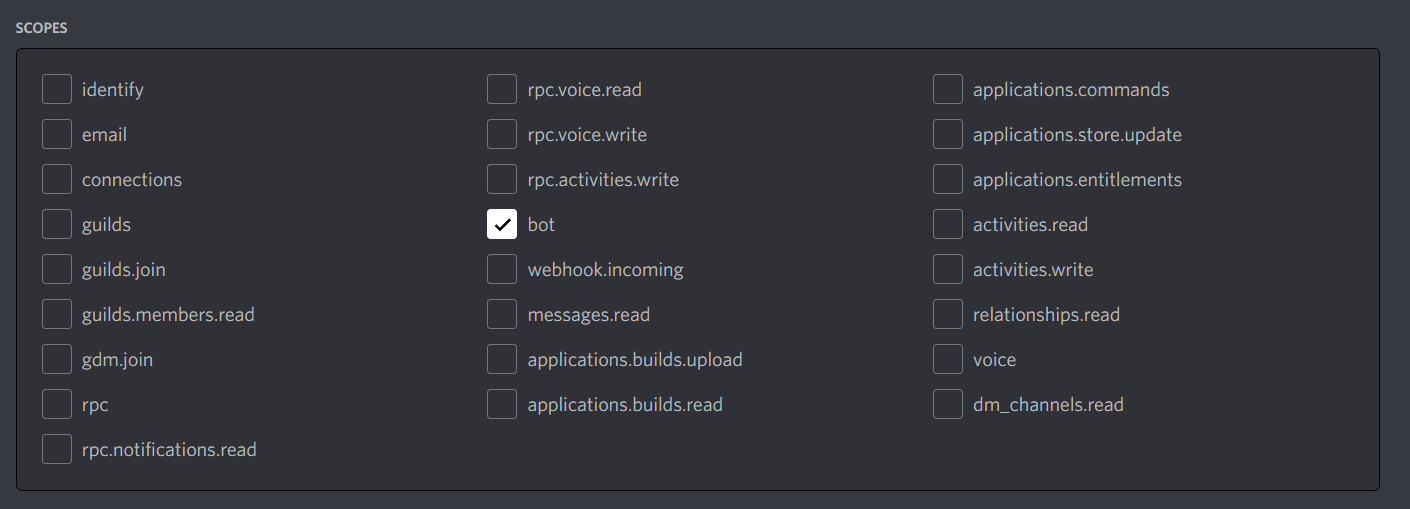 SCOPES
identify
email
connections
guilds
guilds.join
guilds.members.read
gdm.join
rpc
rpc.notifications.read
rpc.voice.read
rpc.voice.write
rpc.activities.write
bot
webhook.incoming
messages.read
applications.builds.upload
applications.builds.read
applications.commands
applications.store.update
applications.entitlements
activities.read
activities.write
relationships.read
voice
dm_channels.read